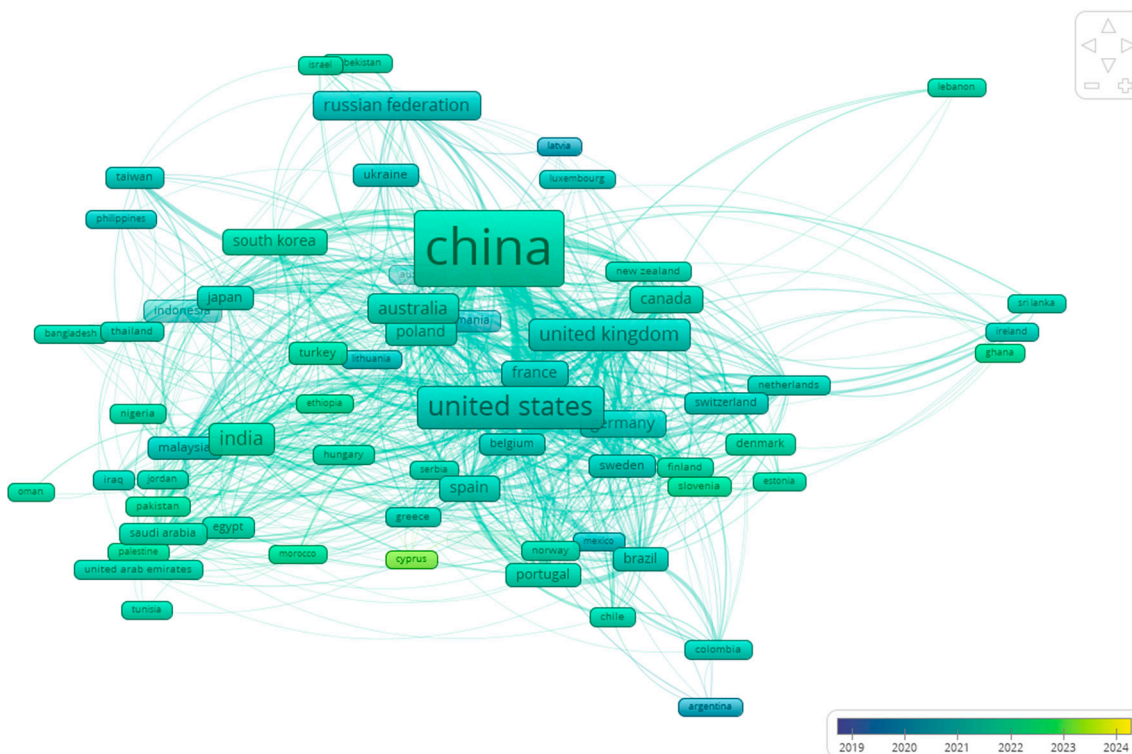 israel
bekistan
lebanon
russian federation
latvia
ukraine
luxembourg
taiwan
philippines
south korea
china
new zealand
canada
japan
indonesia
australia
sri lanka
bangladesh
thailand
poland
mania
united kingdom
ireland
turkey
lithuania
ghana
france
netherlands
ethiopia
united states
switzerland
nigeria
germany
malaysia
india
belgium
denmark
hungary
serbia
sweden
finland
iraq
jordan
spain
slovenia
estonia
oman
pakistan
greece
saudi arabia
egypt
palestine
morocco
cyprus
norway
mexico
brazil
united arab emirates
portugal
tunisia
chile
colombia
argentina
2019 2020 2021 2022 2023 2024